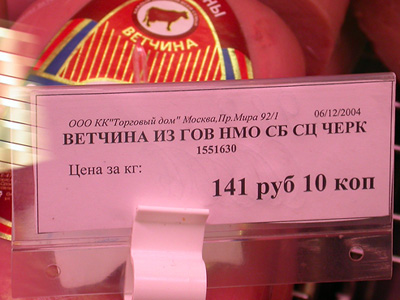 ВЕТЧИНА
ООО КК"Торговый дом" Москва,Пр.Мира 92/1 06/12/2004
ВЕТЧИНА ИЗ ГОВ НМО СБ СЦ ЧЕРК
1551630
Цена за кг:
141 руб 10 коп